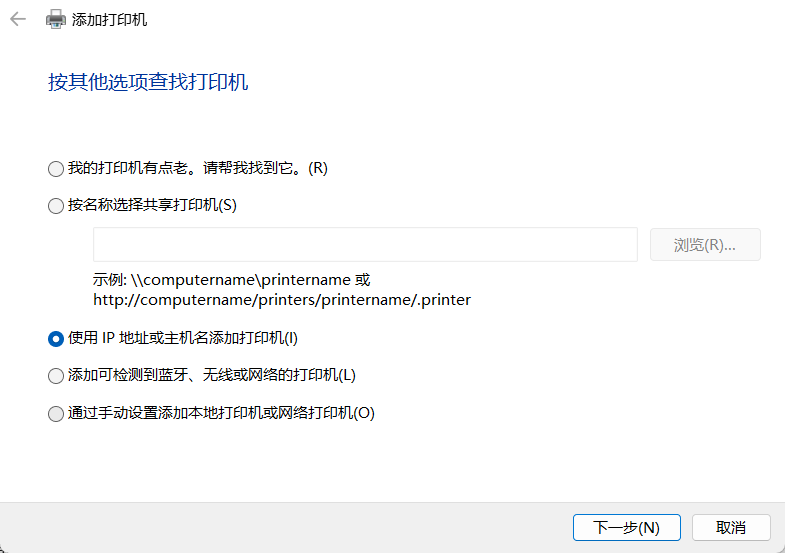 添加打印机
按其他选项查找打印机
我的打印机有点老。请帮我找到它。(R)
按名称选择共享打印机(S)
浏览(R)...
示例: \\computername\printername 或
http://computername/printers/printername/.printer
使用 IP 地址或主机名添加打印机(I)
添加可检测到蓝牙、无线或网络的打印机(L)
通过手动设置添加本地打印机或网络打印机(O)
下一步(N)
取消